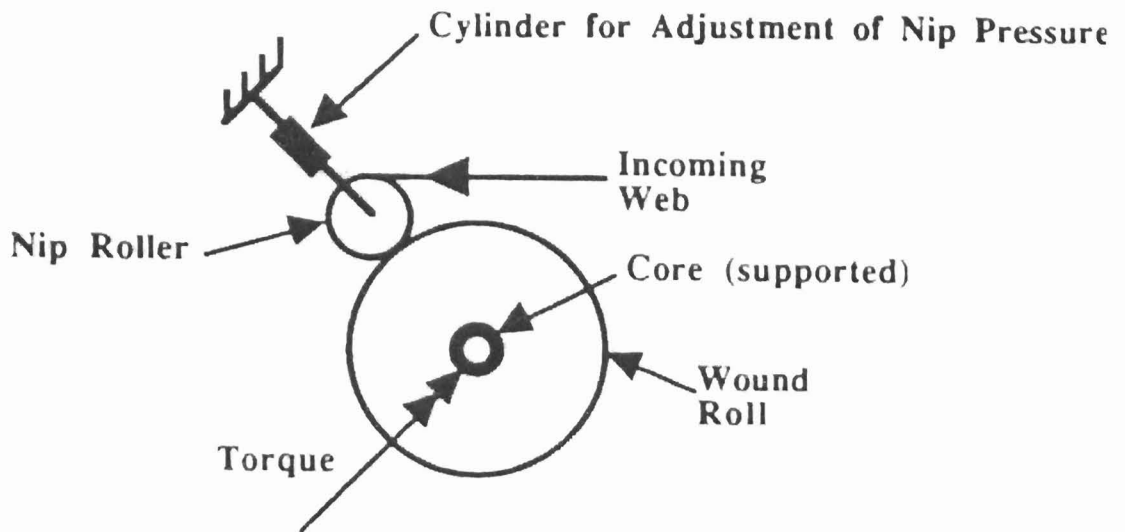 Cylinder for Adjustment of Nip Pressure
Incoming
Web
Nip Roller
Core (supported)
Wound
Roll
Torque